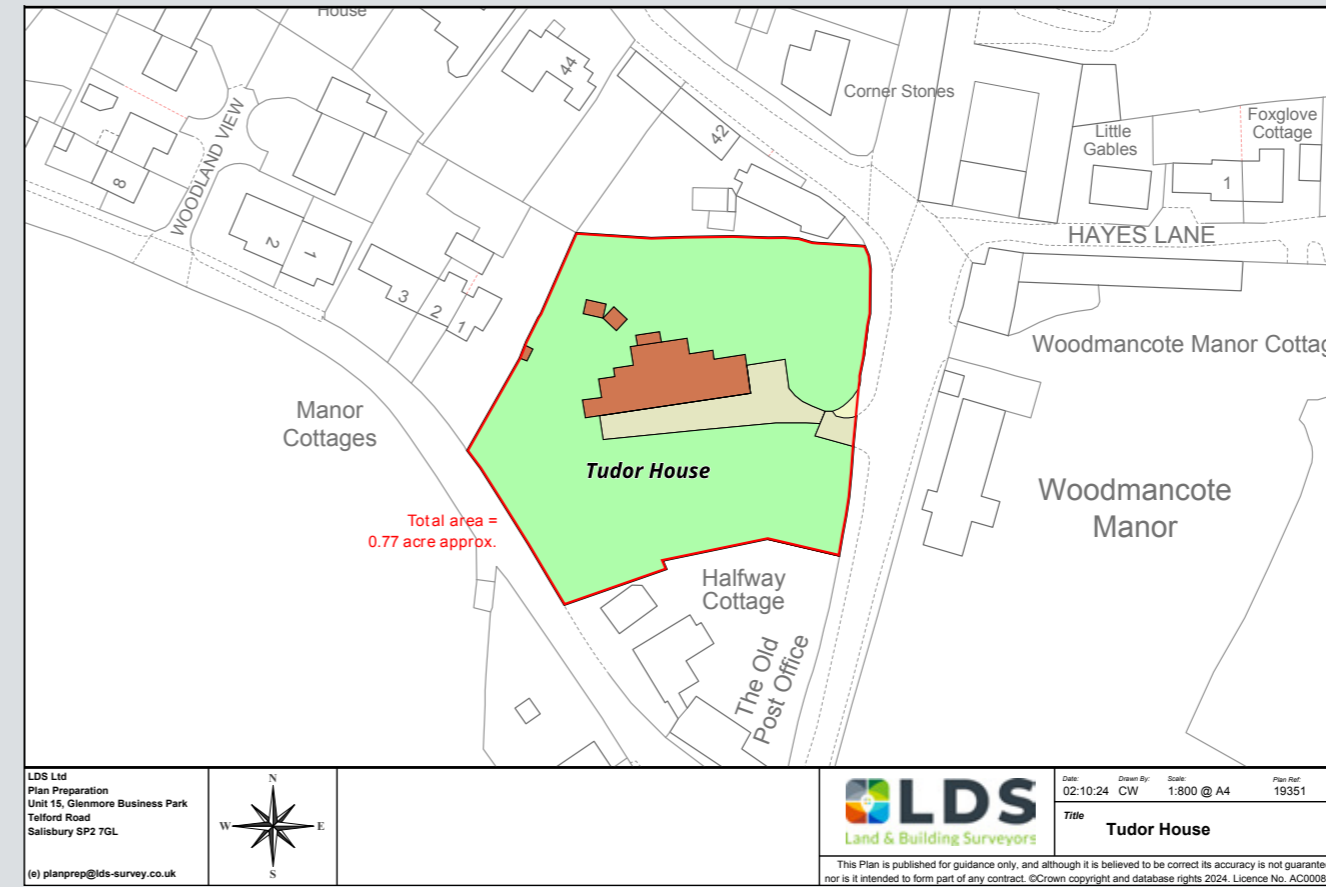 House
44
42
Corner Stones
Little
Gables
Foxglove
Cottage
1
HAYES LANE
WOODLAND VIEW
8
2
1
3
2
1
Woodmancote Manor Cottag
Manor
Cottages
Tudor House
Woodmancote
Manor
Total area =
0.77 acre approx.
Halfway
Cottage
The Old
Post Office
LDS Ltd
Plan Preparation
Unit 15, Glenmore Business Park
Telford Road
Salisbury SP2 7GL
(e) planprep@lds-survey.co.uk
N
W E
S
LDS
Land & Building Surveyors
Date: Drawn By: Scale: Plan Ref:
02:10:24 CW 1:800 @ A4 19351
Title
Tudor House
This Plan is published for guidance only, and although it is believed to be correct its accuracy is not guarante
nor is it intended to form part of any contract. ©Crown copyright and database rights 2024. Licence No. AC0008